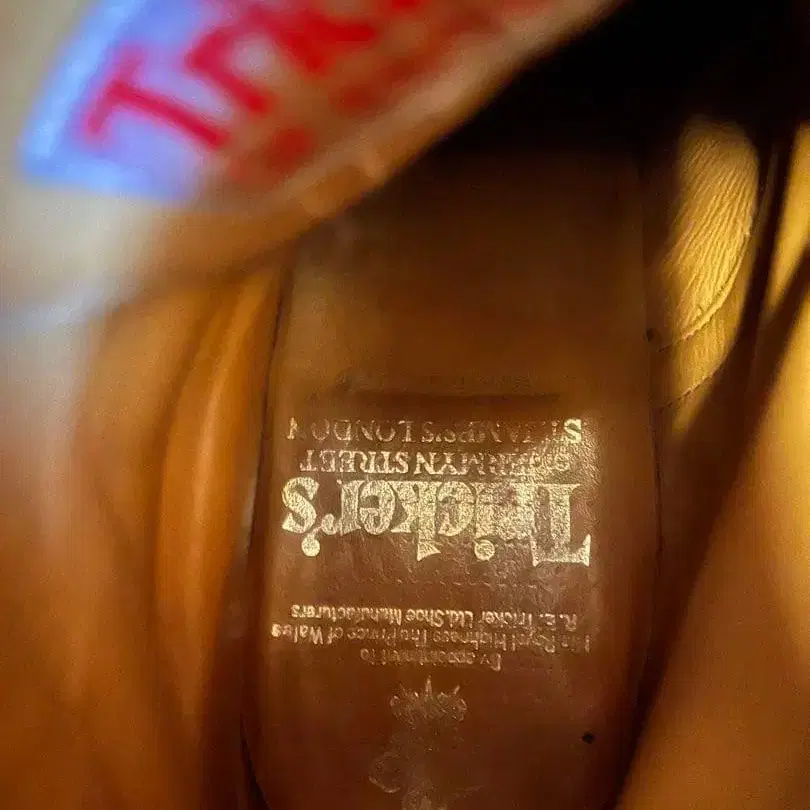 By appointment to
His Royal Highness The Prince of Wales
R. E. Tricker Ltd. Shoe Manufacturers
Tricker's
JERMYN STREET
ST. JAMES'S LONDON